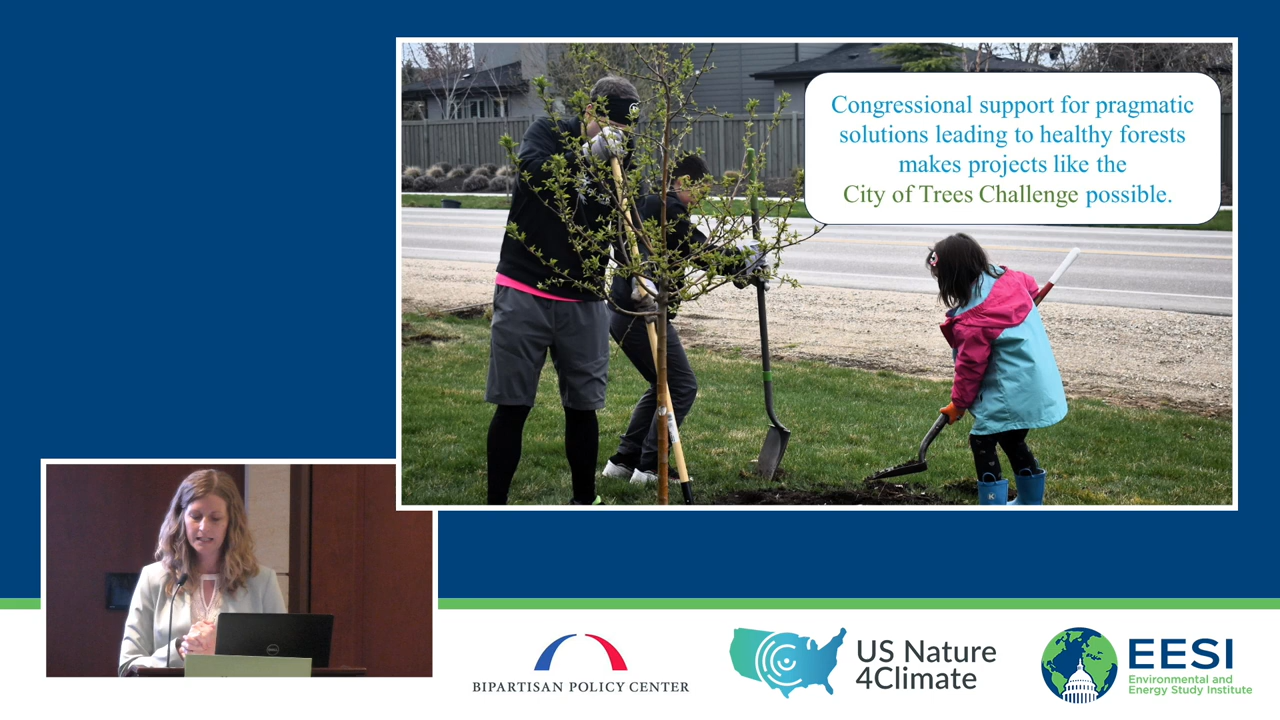 Congressional support for pragmatic
solutions leading to healthy forests
makes projects like the
City of Trees Challenge possible.
BIPARTISAN POLICY CENTER
US Nature
4Climate
EESI
Environmental and
Energy Study Institute